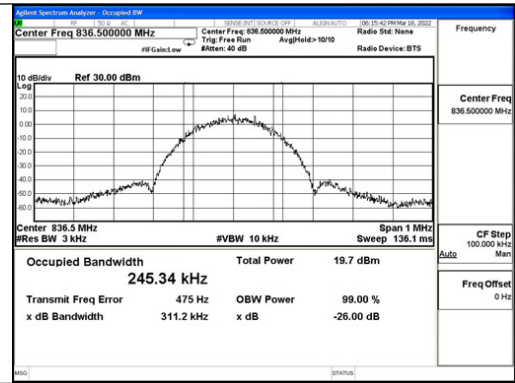 Agilent Spectrum Analyzer - Occupied BW
RF 50 Ω AC SENSE:INT SOURCE OFF ALIGN AUTO 06:15:42 PM Mar 18, 2022
Center Freq 836.500000 MHz
Center Freq: 836.500000 MHz
Radio Std: None
Trig: Free Run Avg|Hold:>10/10
#IFGain:Low #Atten: 40 dB Radio Device: BTS
10 dB/div Ref 30.00 dBm
Log
20.0
10.0
0.00
-10.0
-20.0
-30.0
-40.0
-50.0
-60.0
Center 836.5 MHz Span 1 MHz
#Res BW 3 kHz #VBW 10 kHz Sweep 136.1 ms
Occupied Bandwidth Total Power 19.7 dBm
245.34 kHz
Transmit Freq Error 475 Hz OBW Power 99.00 %
x dB Bandwidth 311.2 kHz x dB -26.00 dB
MSG STATUS
Frequency
Center Freq
836.500000 MHz
CF Step
100.000 kHz
Auto Man
Freq Offset
0 Hz